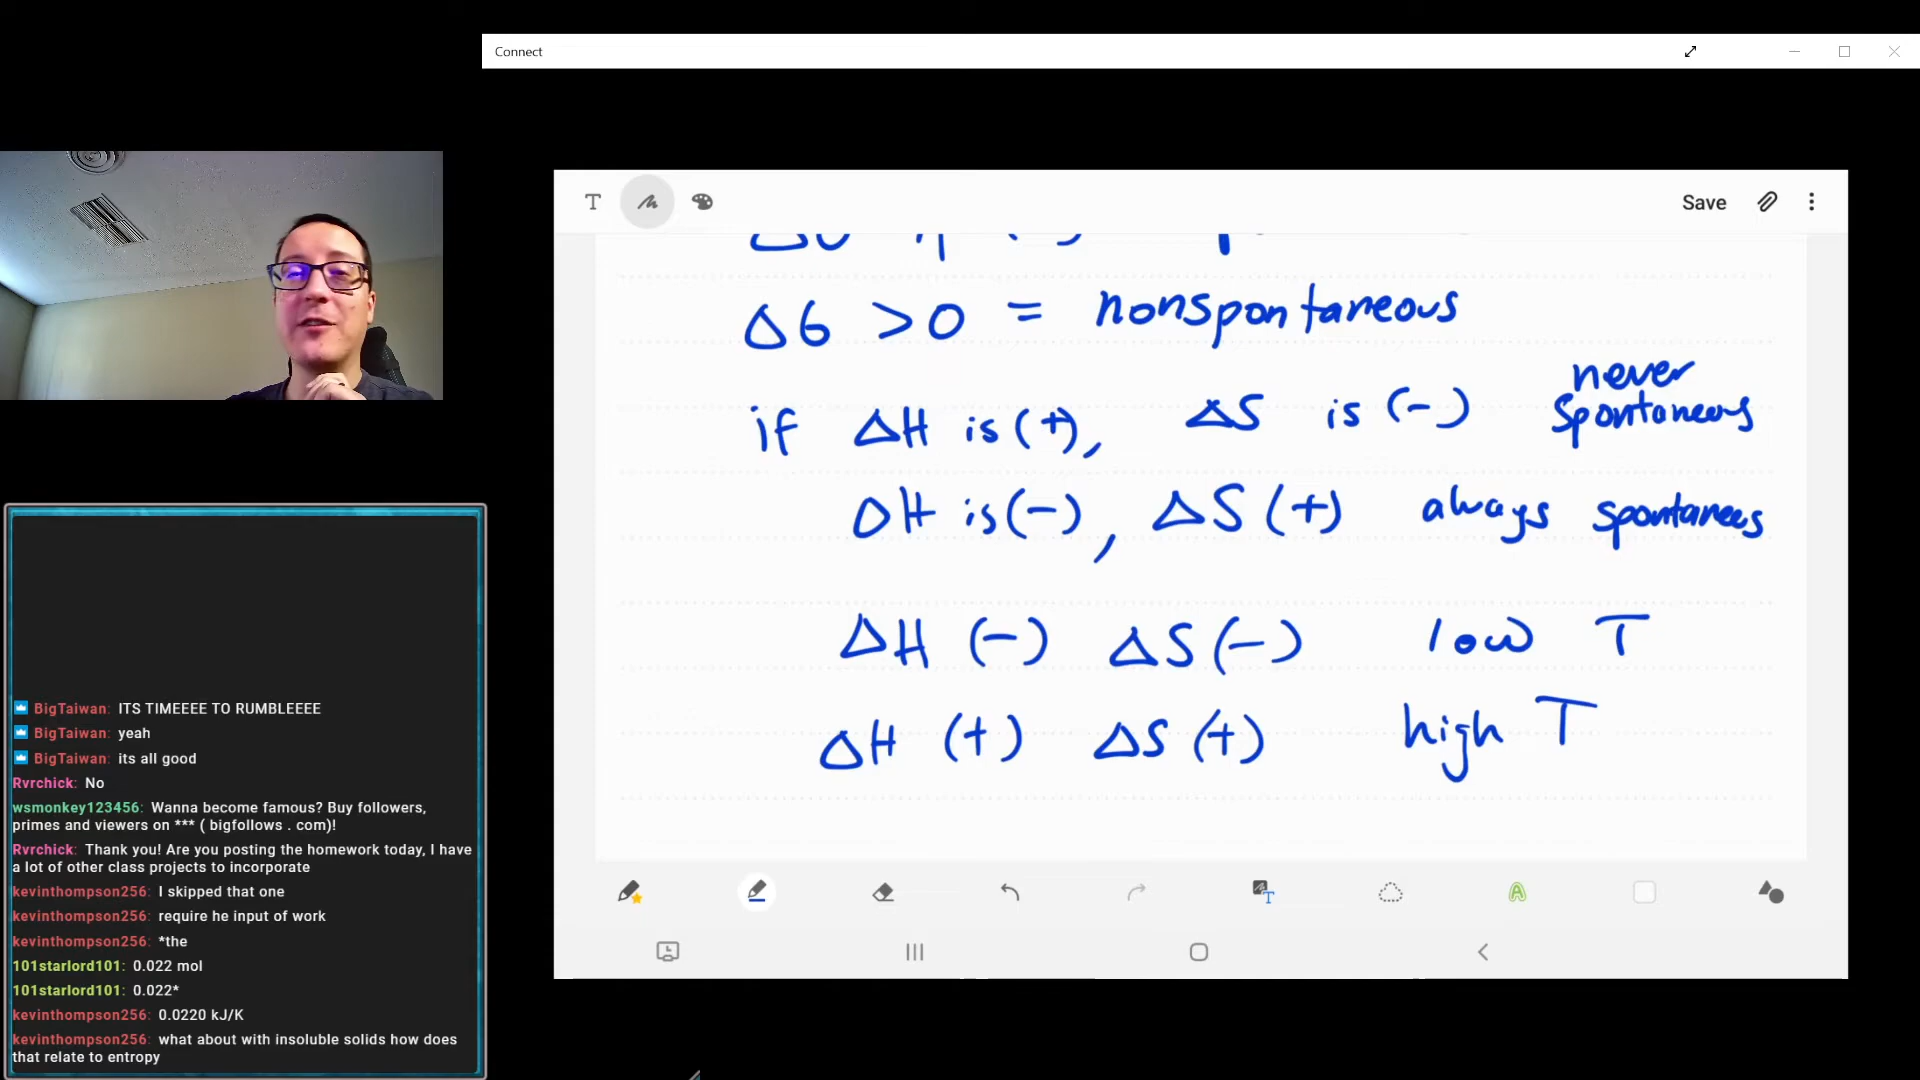 Connect
T
Save
ΔG > 0 = nonspontaneous
if ΔH is (+), ΔS is (-) never spontaneous
ΔH is (-), ΔS (+) always spontaneous
ΔH (-) ΔS (-) low T
ΔH (+) ΔS (+) high T
BigTaiwan: ITS TIMEEEE TO RUMBLEEEE
BigTaiwan: yeah
BigTaiwan: its all good
Rvrchick: No
wsmonkey123456: Wanna become famous? Buy followers,
primes and viewers on *** ( bigfollows . com)!
Rvrchick: Thank you! Are you posting the homework today, I have
a lot of other class projects to incorporate
kevinthompson256: I skipped that one
kevinthompson256: require he input of work
kevinthompson256: *the
101starlord101: 0.022 mol
101starlord101: 0.022*
kevinthompson256: 0.0220 kJ/K
kevinthompson256: what about with insoluble solids how does
that relate to entropy